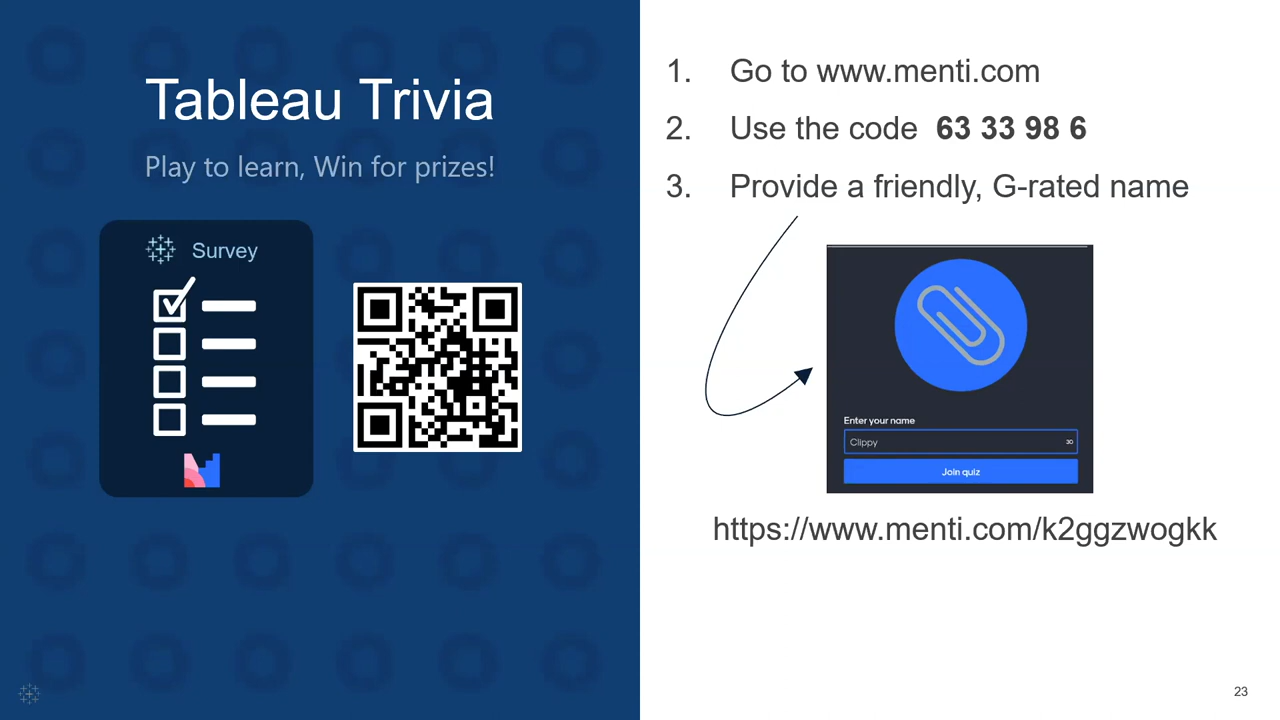 Tableau Trivia
Play to learn, Win for prizes!
Survey
1. Go to www.menti.com
2. Use the code 63 33 98 6
3. Provide a friendly, G-rated name
Enter your name
Clippy 30
Join quiz
https://www.menti.com/k2ggzwogkk
23